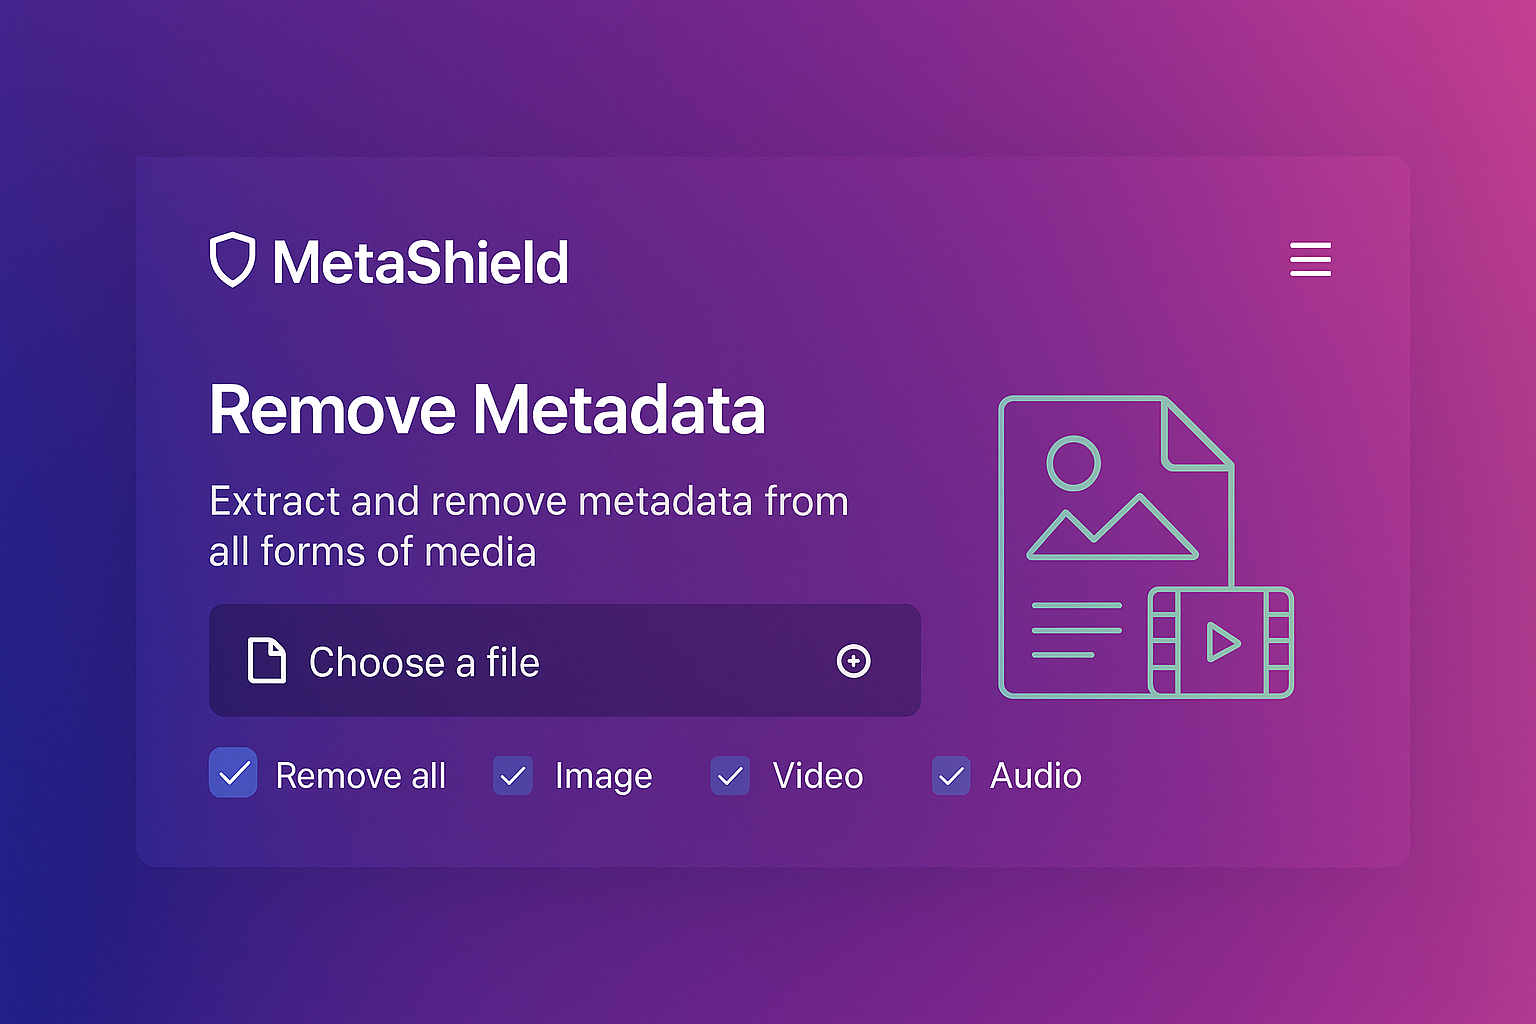 MetaShield
Remove Metadata
Extract and remove metadata from
all forms of media
Choose a file
Remove all Image Video Audio